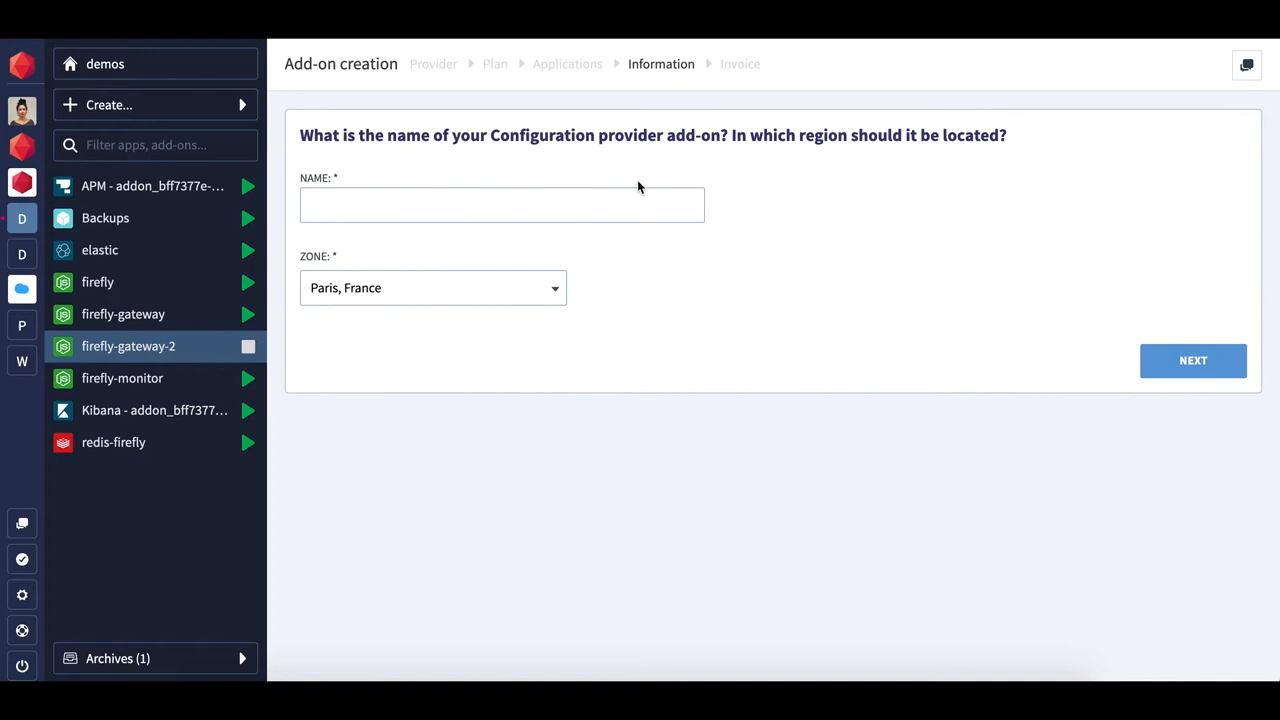 demos
Create...
Filter apps, add-ons...
APM - addon_bff7377e-...
Backups
elastic
firefly
firefly-gateway
firefly-gateway-2
firefly-monitor
Kibana - addon_bff7377...
redis-firefly
Archives (1)
D
D
P
W
Add-on creation Provider Plan Applications Information Invoice
What is the name of your Configuration provider add-on? In which region should it be located?
NAME: *
ZONE: *
Paris, France
NEXT